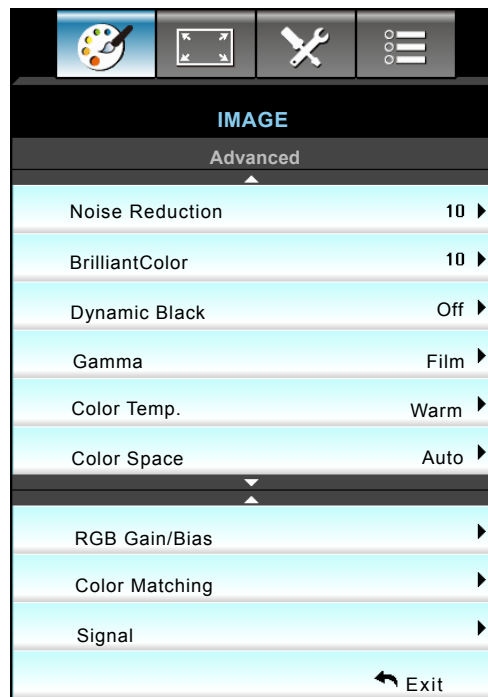 IMAGE
Advanced
Noise Reduction 10
BrilliantColor 10
Dynamic Black Off
Gamma Film
Color Temp. Warm
Color Space Auto
RGB Gain/Bias
Color Matching
Signal
Exit